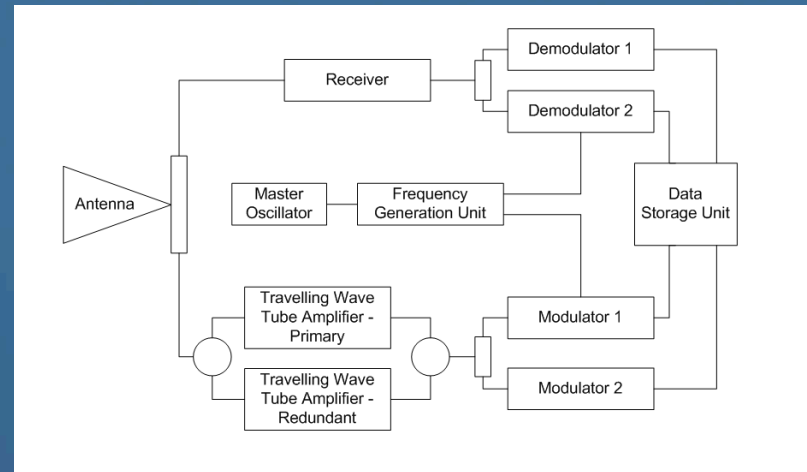 Demodulator 1
Receiver
Demodulator 2
Antenna
Master
Oscillator
Frequency
Generation Unit
Data
Storage Unit
Travelling Wave
Tube Amplifier -
Primary
Modulator 1
Travelling Wave
Tube Amplifier -
Redundant
Modulator 2